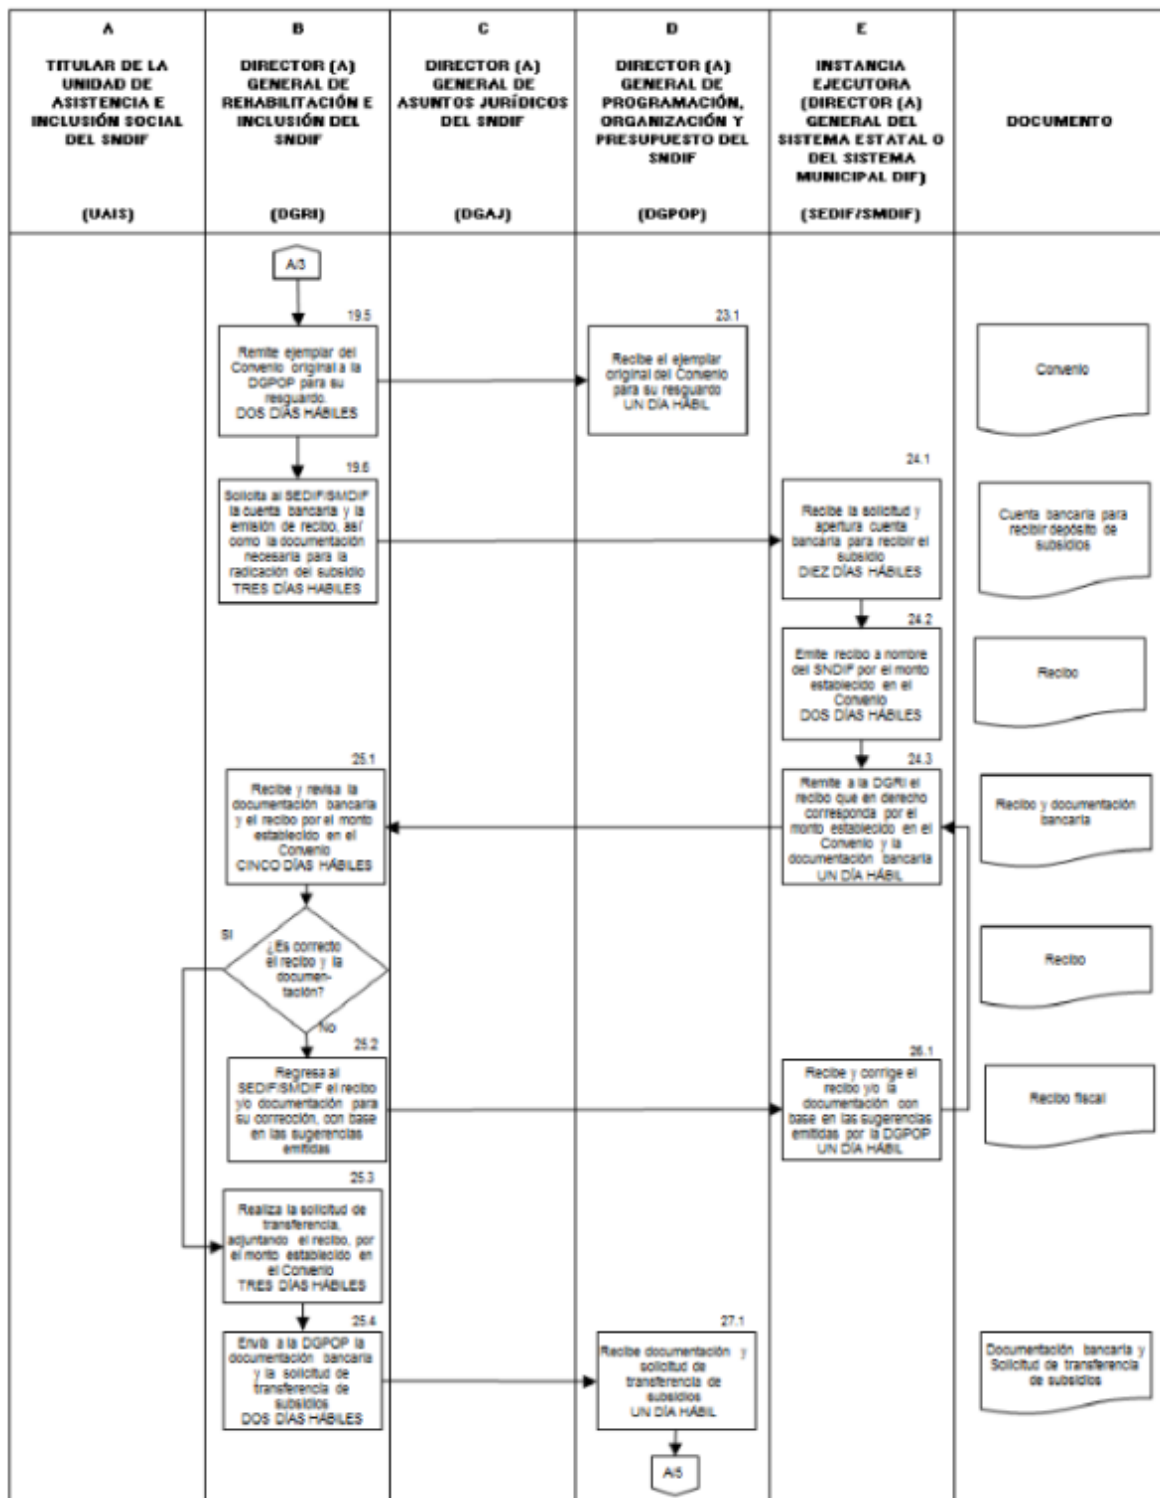 A
TITULAR DE LA
UNIDAD DE
ASISTENCIA E
INCLUSIÓN SOCIAL
DEL SNDIF
(UAIS)
B
DIRECTOR (A)
GENERAL DE
REHABILITACIÓN E
INCLUSIÓN DEL
SNDIF
(DGRI)
C
DIRECTOR (A)
GENERAL DE
ASUNTOS JURÍDICOS
DEL SNDIF
(DGAJ)
D
DIRECTOR (A)
GENERAL DE
PROGRAMACIÓN,
ORGANIZACIÓN Y
PRESUPUESTO DEL
SNDIF
(DGPOP)
E
INSTANCIA
EJECUTORA
(DIRECTOR (A)
GENERAL DEL
SISTEMA ESTATAL O
DEL SISTEMA
MUNICIPAL DIF)
(SEDIF/SMDIF)
DOCUMENTO
A/3
19.5
Remite ejemplar del
Convenio original a la
DGPOP para su
resguardo.
DOS DÍAS HÁBILES
23.1
Recibe el ejemplar
original del Convenio
para su resguardo
UN DÍA HÁBIL
Convenio
19.6
Solicita al SEDIF/SMDIF
la cuenta bancaria y la
emisión de recibo, así
como la documentación
necesaria para la
radicación del subsidio
TRES DÍAS HABILES
24.1
Recibe la solicitud y
apertura cuenta
bancaria para recibir el
subsidio
DIEZ DÍAS HÁBILES
Cuenta bancaria para
recibir depósito de
subsidios
24.2
Emite recibo a nombre
del SNDIF por el monto
establecido en el
Convenio
DOS DÍAS HÁBILES
Recibo
25.1
Recibe y revisa la
documentación bancaria
y el recibo por el monto
establecido en el
Convenio
CINCO DÍAS HÁBILES
24.3
Remite a la DGRI el
recibo que en derecho
corresponda por el
monto establecido en el
Convenio y la
documentación bancaria
UN DÍA HÁBIL
Recibo y documentación
bancaria
SI
¿Es correcto
el recibo y la
documen-
tación?
No
Recibo
25.2
Regresa al
SEDIF/SMDIF el recibo
y/o documentación para
su corrección, con base
en las sugerencias
emitidas
26.1
Recibe y corrige el
recibo y/o la
documentación con
base en las sugerencias
emitidas por la DGPOP
UN DÍA HÁBIL
Recibo fiscal
25.3
Realiza la solicitud de
transferencia,
adjuntando el recibo, por
el monto establecido en
el Convenio
TRES DÍAS HÁBILES
25.4
Envía a la DGPOP la
documentación bancaria
y la solicitud de
transferencia de
subsidios
DOS DÍAS HÁBILES
27.1
Recibe documentación y
solicitud de
transferencia de
subsidios
UN DÍA HÁBIL
Documentación bancaria y
Solicitud de transferencia
de subsidios
A/5